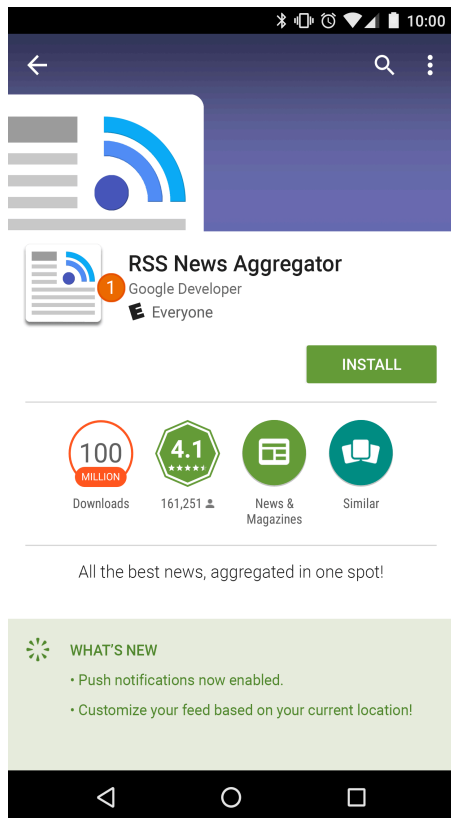 10:00
RSS News Aggregator
1
Google Developer
E Everyone
INSTALL
100
MILLION
Downloads
4.1
161,251
News &
Magazines
Similar
All the best news, aggregated in one spot!
WHAT'S NEW
• Push notifications now enabled.
• Customize your feed based on your current location!